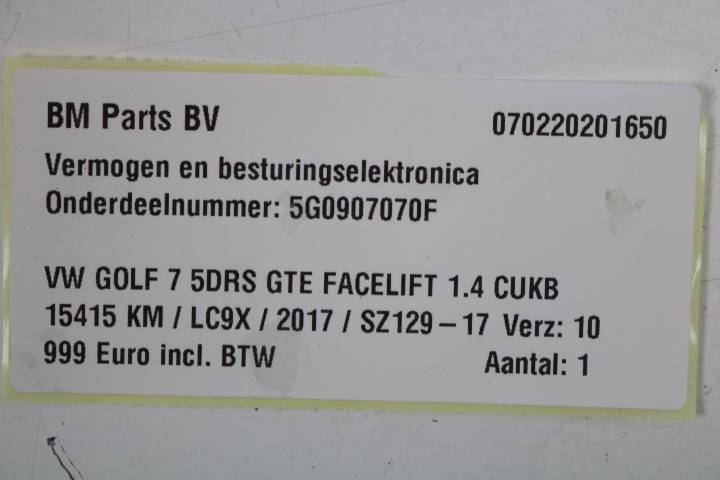 BM Parts BV 070220201650
Vermogen en besturingselektronica
Onderdeelnummer: 5G0907070F
VW GOLF 7 5DRS GTE FACELIFT 1.4 CUKB
15415 KM / LC9X / 2017 / SZ129-17 Verz: 10
999 Euro incl. BTW Aantal: 1